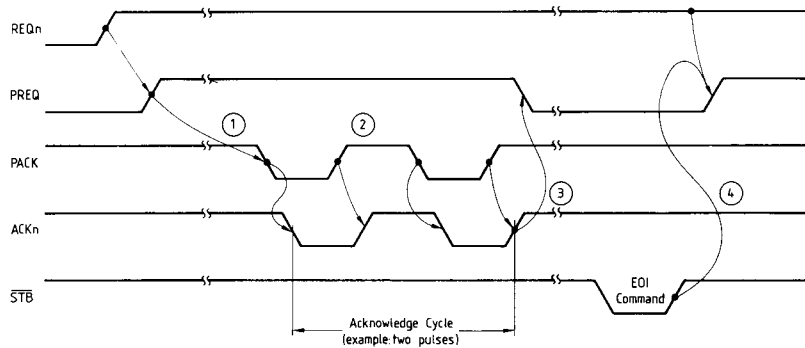 REQn
PREQ
1
2
PACK
3
4
ACKn
EOI
Command
STB
Acknowledge Cycle
(example: two pulses)